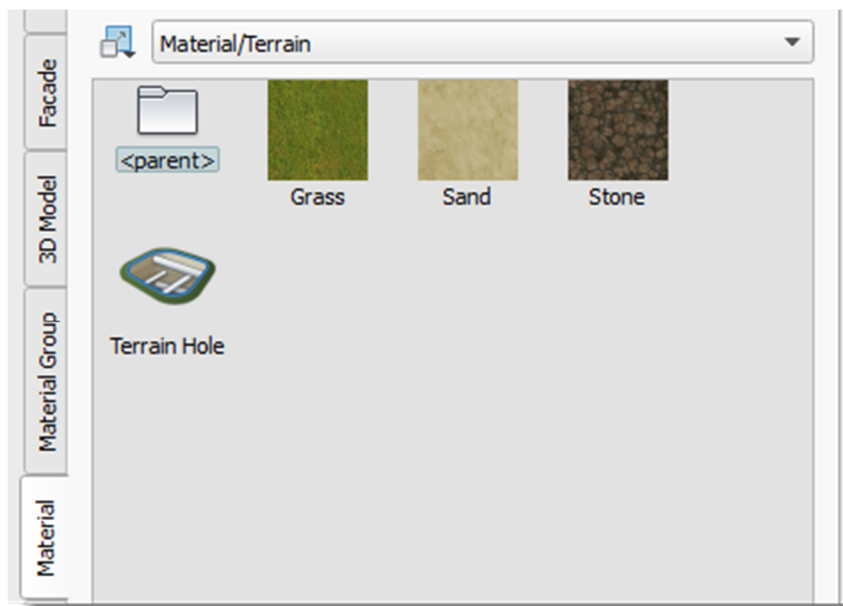 Material/Terrain
Facade
3D Model
Material Group
Material
<parent>
Grass
Sand
Stone
Terrain Hole